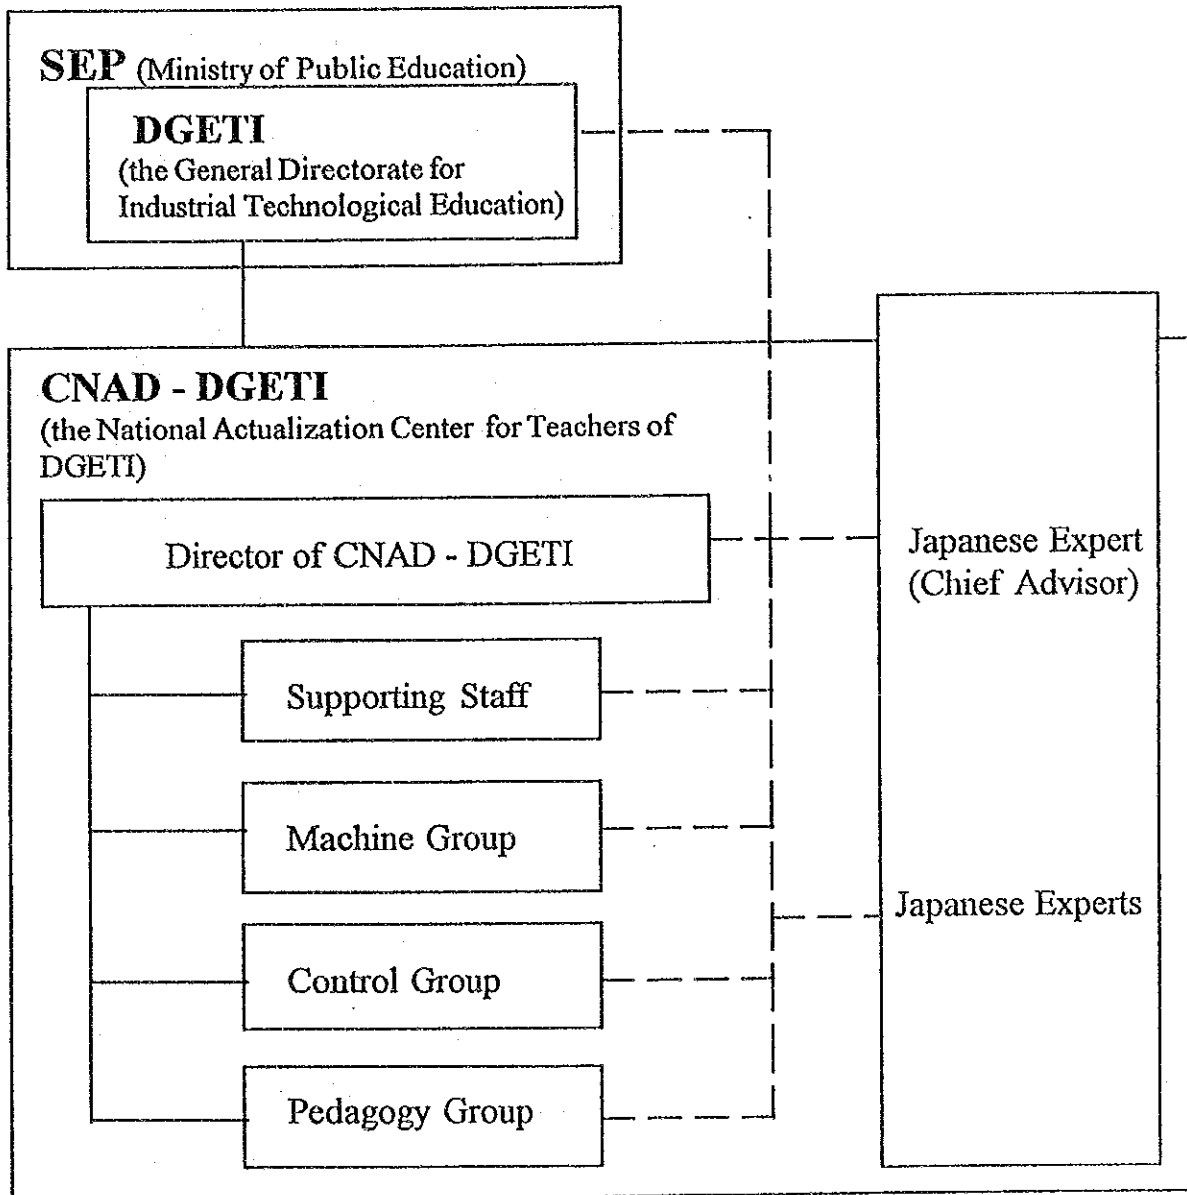 SEP (Ministry of Public Education)
DGETI
(the General Directorate for
Industrial Technological Education)
CNAD - DGETI
(the National Actualization Center for Teachers of
DGETI)
Director of CNAD - DGETI
Japanese Expert
(Chief Advisor)
Supporting Staff
Machine Group
Japanese Experts
Control Group
Pedagogy Group